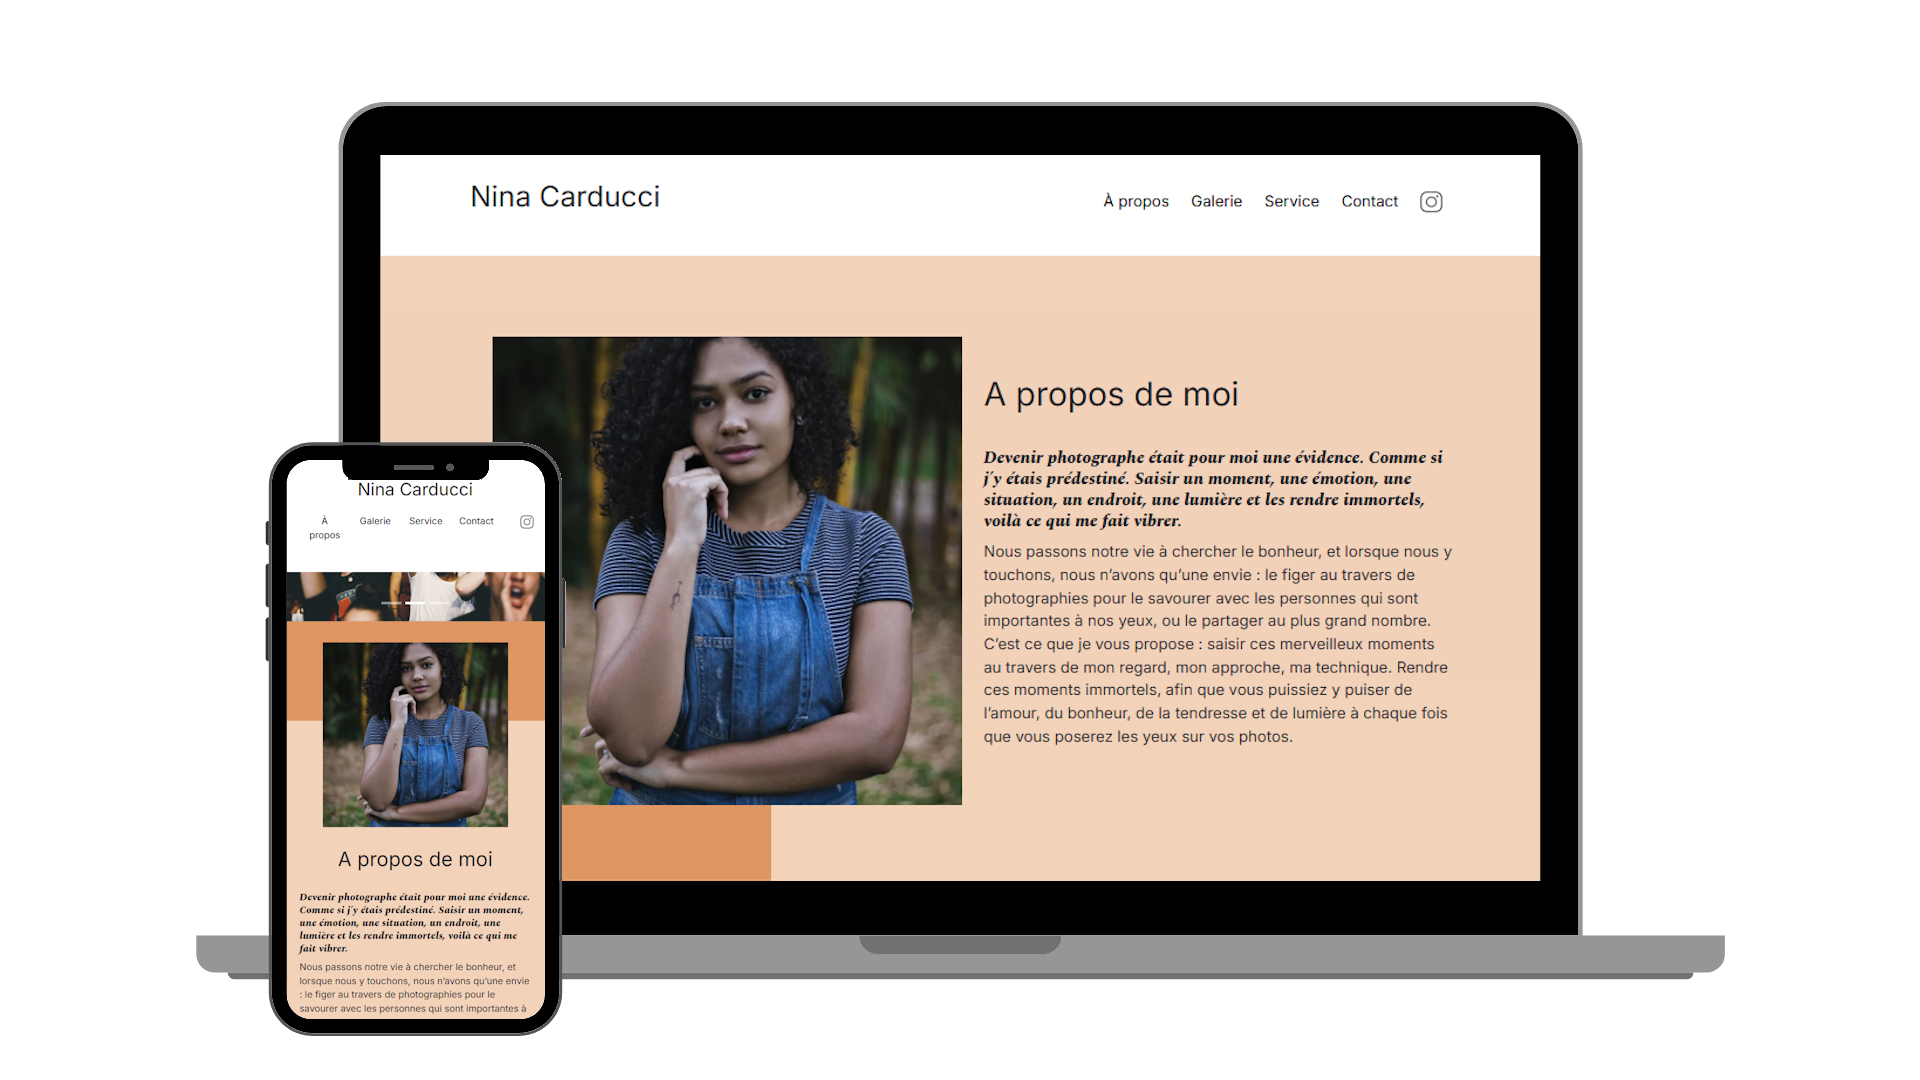 Nina Carducci
À propos Galerie Service Contact
A propos de moi
Devenir photographe était pour moi une évidence. Comme si
j'y étais prédestiné. Saisir un moment, une émotion, une
situation, un endroit, une lumière et les rendre immortels,
voilà ce qui me fait vibrer.
Nous passons notre vie à chercher le bonheur, et lorsque nous y
touchons, nous n’avons qu’une envie : le figer au travers de
photographies pour le savourer avec les personnes qui sont
importantes à nos yeux, ou le partager au plus grand nombre.
C’est ce que je vous propose : saisir ces merveilleux moments
au travers de mon regard, mon approche, ma technique. Rendre
ces moments immortels, afin que vous puissiez y puiser de
l’amour, du bonheur, de la tendresse et de lumière à chaque fois
que vous poserez les yeux sur vos photos.
Nina Carducci
À propos Galerie Service Contact
A propos de moi
Devenir photographe était pour moi une évidence.
Comme si j'y étais prédestiné. Saisir un moment,
une émotion, une situation, un endroit, une
lumière et les rendre immortels, voilà ce qui me
fait vibrer.
Nous passons notre vie à chercher le bonheur, et
lorsque nous y touchons, nous n’avons qu’une envie
: le figer au travers de photographies pour le
savourer avec les personnes qui sont importantes à